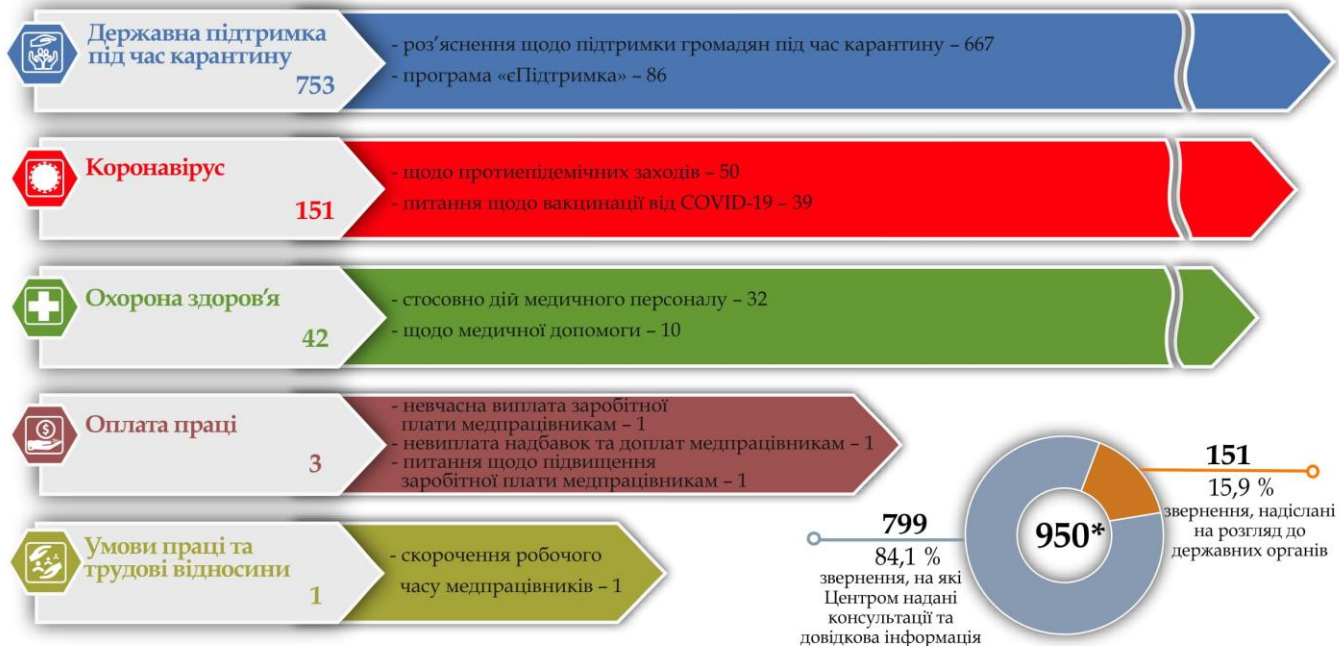 Державна підтримка
під час карантину
753
- роз’яснення щодо підтримки громадян під час карантину – 667
- програма «єПідтримка» – 86
Коронавірус
151
- щодо протиепідемічних заходів – 50
- питання щодо вакцинації від COVID-19 – 39
Охорона здоров’я
42
- стосовно дій медичного персоналу – 32
- щодо медичної допомоги – 10
Оплата праці
3
- невчасна виплата заробітної
плати медпрацівникам – 1
- невиплата надбавок та доплат медпрацівникам – 1
- питання щодо підвищення
заробітної плати медпрацівникам – 1
Умови праці та
трудові відносини
1
- скорочення робочого
часу медпрацівників – 1
799
84,1 %
звернення, на які
Центром надані
консультації та
довідкова інформація
950*
151
15,9 %
звернення, надіслані
на розгляд до
державних органів